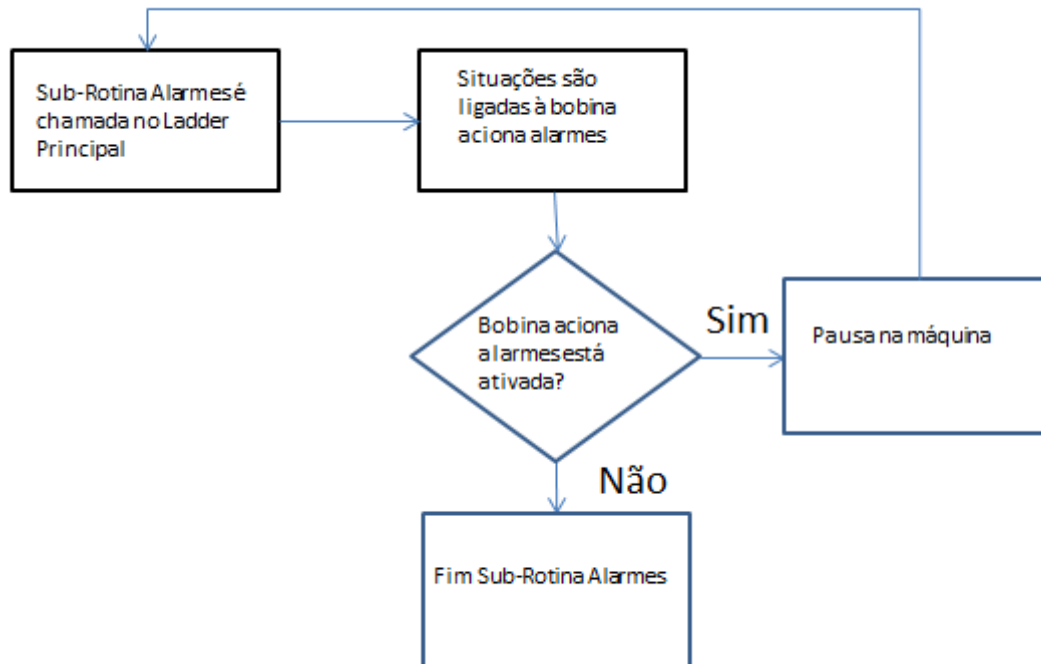 Sub-Rotina Alarmes é
chamada no Ladder
Principal
Situações são
ligadas à bobina
aciona alarmes
Bobina aciona
alarmes está
ativada?
Sim
Pausa na máquina
Não
Fim Sub-Rotina Alarmes